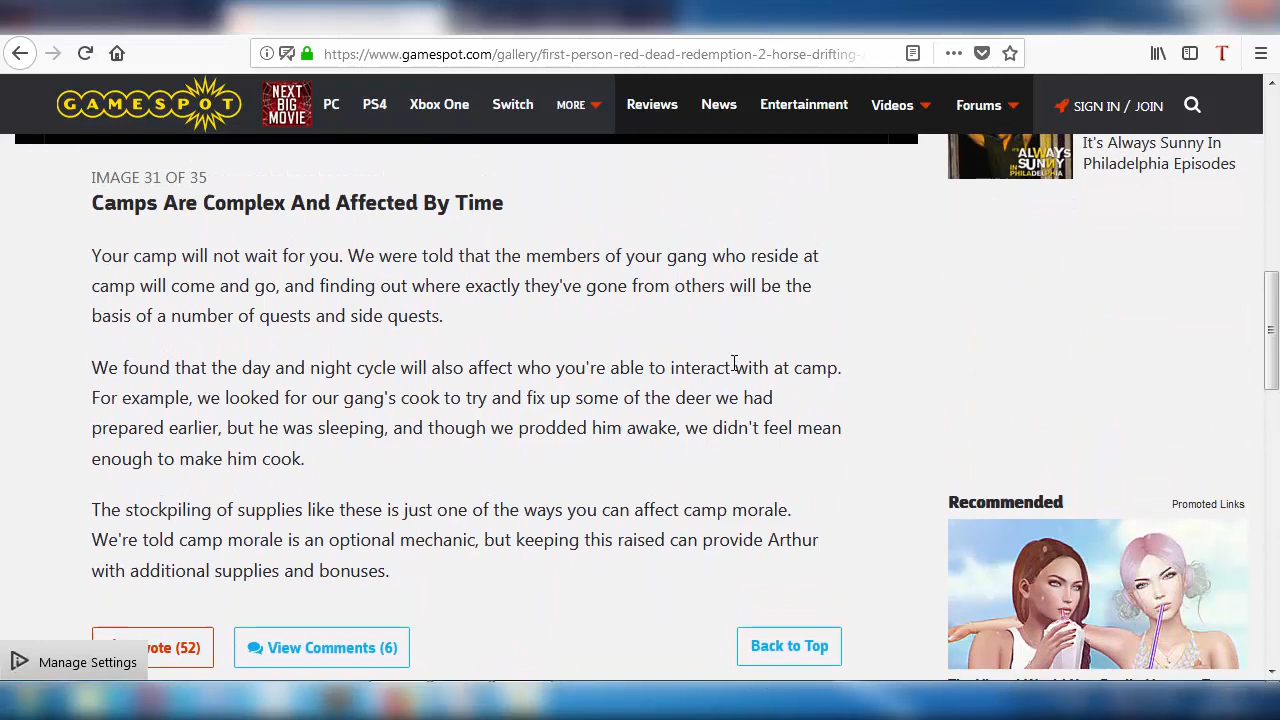 https://www.gamespot.com/gallery/first-person-red-dead-redemption-2-horse-drifting-
GAMESPOT
NEXT BIG MOVIE
PC
PS4
Xbox One
Switch
MORE
Reviews
News
Entertainment
Videos
Forums
SIGN IN / JOIN
ALWAYS SUNNY
IN PHILADELPHIA
It's Always Sunny In
Philadelphia Episodes
IMAGE 31 OF 35
Camps Are Complex And Affected By Time
Your camp will not wait for you. We were told that the members of your gang who reside at
camp will come and go, and finding out where exactly they've gone from others will be the
basis of a number of quests and side quests.
We found that the day and night cycle will also affect who you're able to interact with at camp.
For example, we looked for our gang's cook to try and fix up some of the deer we had
prepared earlier, but he was sleeping, and though we prodded him awake, we didn't feel mean
enough to make him cook.
The stockpiling of supplies like these is just one of the ways you can affect camp morale.
We're told camp morale is an optional mechanic, but keeping this raised can provide Arthur
with additional supplies and bonuses.
(52)
View Comments (6)
Back to Top
Manage Settings
Recommended
Promoted Links